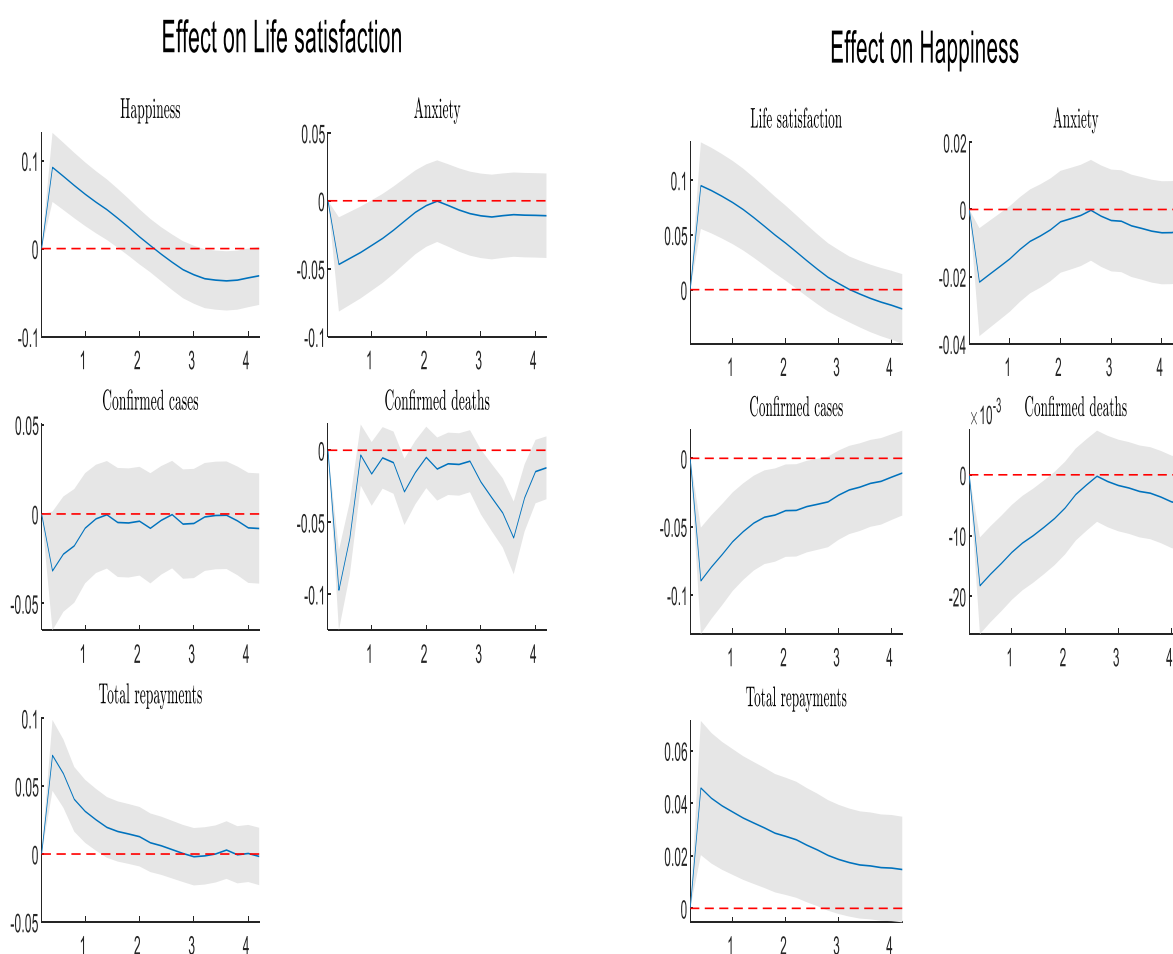 Effect on Life satisfaction
Effect on Happiness
Happiness
0.1
0
-0.1
1 2 3 4
Anxiety
0.05
0
-0.05
-0.1
1 2 3 4
Life satisfaction
0.1
0.05
0
1 2 3 4
Anxiety
0.02
0
-0.02
-0.04
1 2 3 4
Confirmed cases
0.05
0
-0.05
1 2 3 4
Confirmed deaths
0
-0.05
-0.1
1 2 3 4
Confirmed cases
0
-0.05
-0.1
1 2 3 4
×10-3 Confirmed deaths
0
-10
-20
1 2 3 4
Total repayments
0.1
0.05
0
-0.05
1 2 3 4
Total repayments
0.06
0.04
0.02
0
1 2 3 4